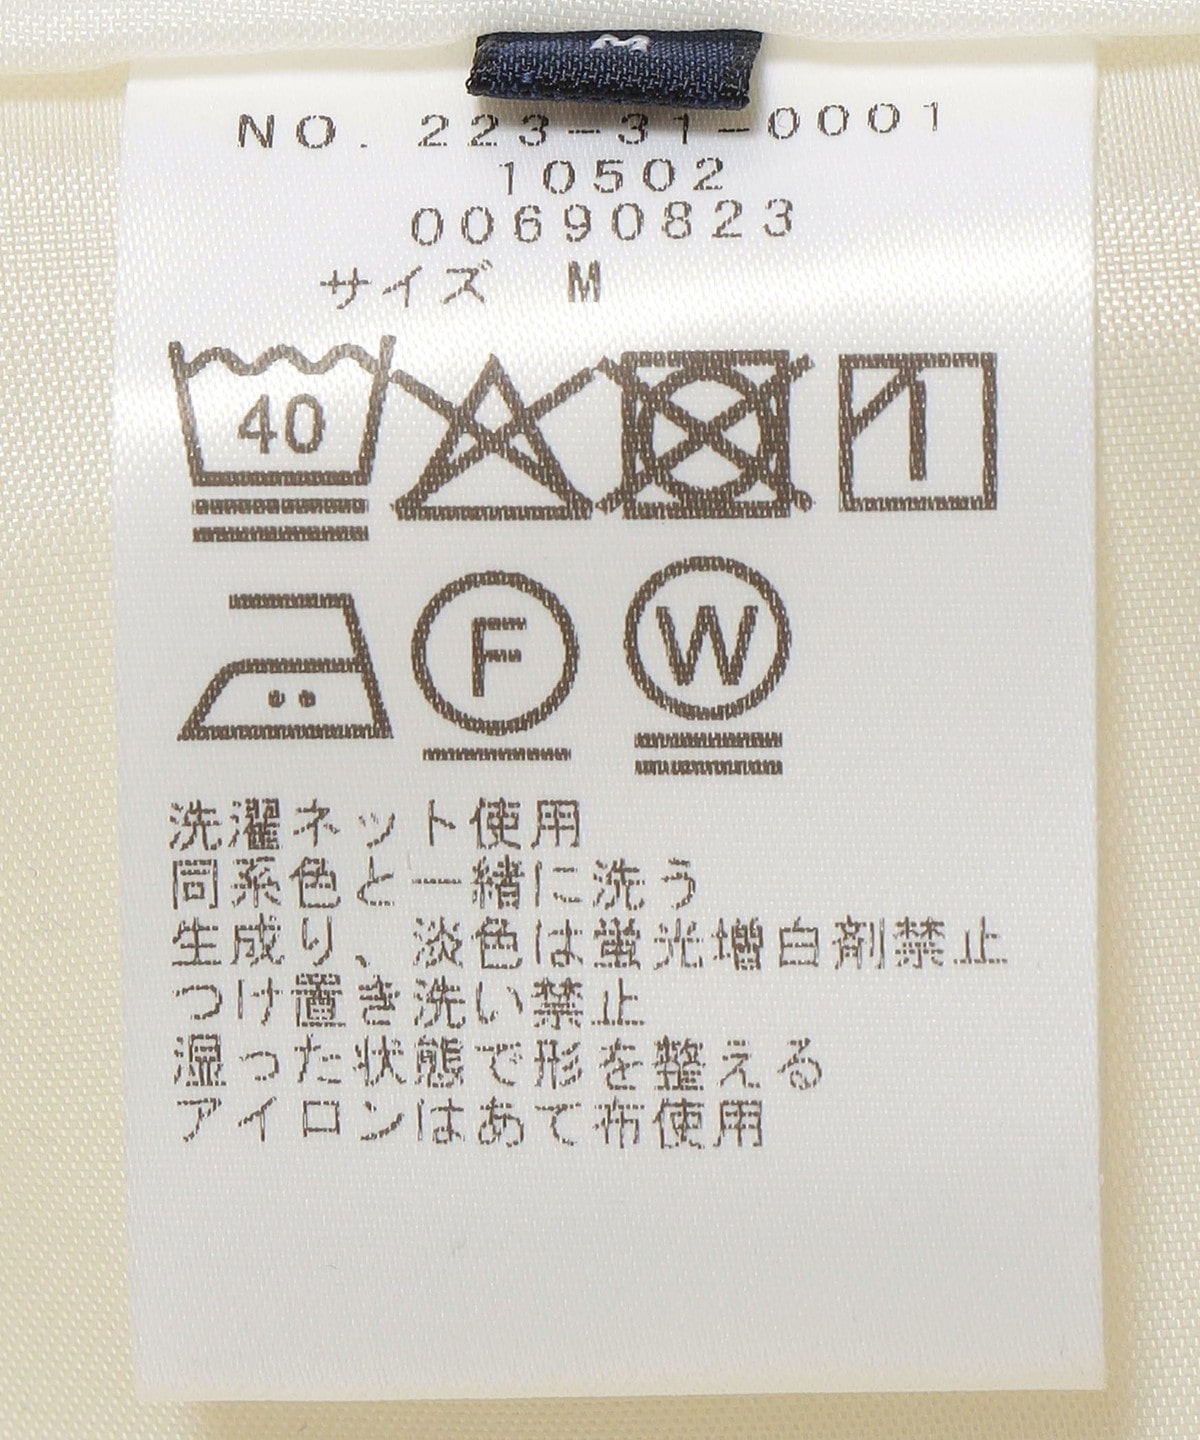 NO. 223-31-0001
10502
00690823
サイズ M
40
F
W
洗濯ネット使用
同系色と一緒に洗う
生成り、淡色は蛍光増白剤禁止
つけ置き洗い禁止
湿った状態で形を整える
アイロンはあて布使用